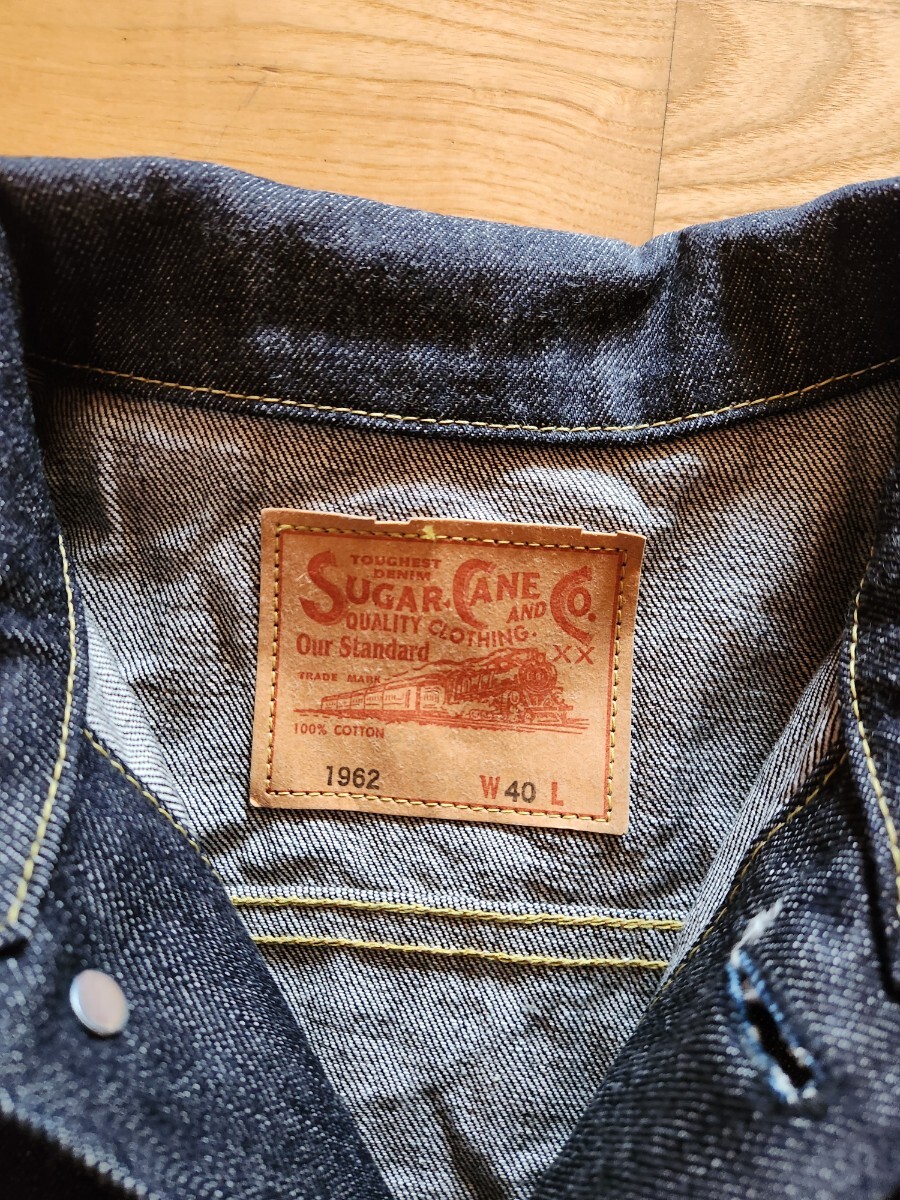 TOUGHEST
DENIM
SUGAR CANE AND CO.
QUALITY CLOTHING.
Our Standard XX
TRADE MARK
100% COTTON
1962 W 40 L